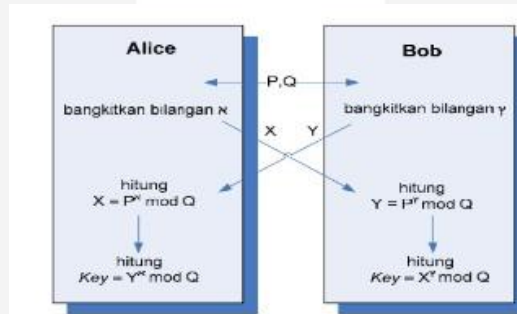 Alice
Bob
P,Q
bangkitkan bilangan א
bangkitkan bilangan ץ
X
Y
hitung
X = P^א mod Q
hitung
Y = P^ץ mod Q
hitung
Key = Y^א mod Q
hitung
Key = X^ץ mod Q